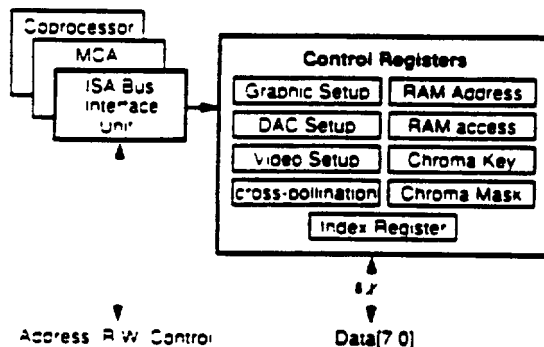 Coprocessor
MCA
ISA Bus
Interface
Unit
Control Registers
Graphic Setup
RAM Address
DAC Setup
RAM access
Video Setup
Chroma Key
cross-pollination
Chroma Mask
Index Register
Address R/W Control
Data[7:0]